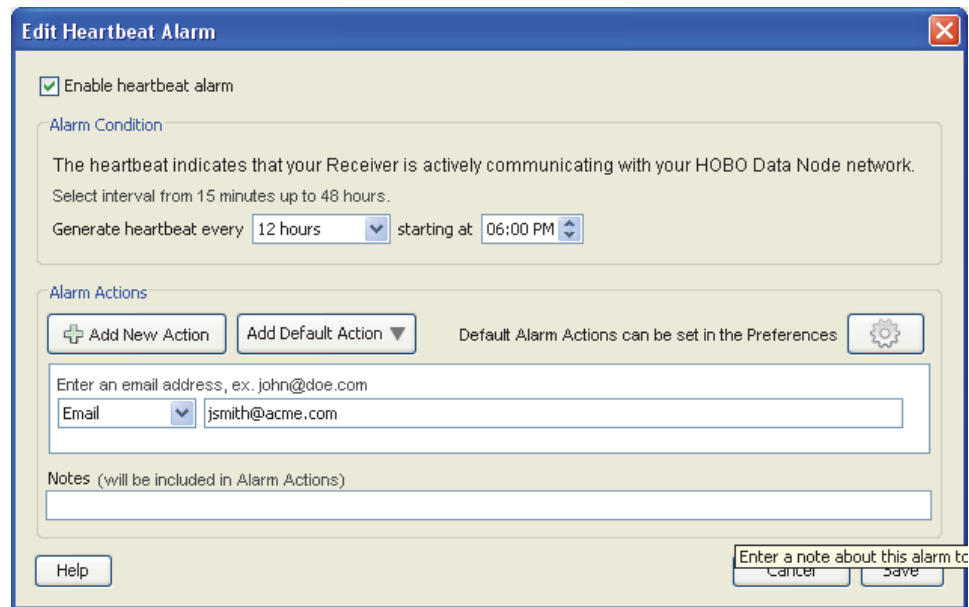 Edit Heartbeat Alarm
Enable heartbeat alarm
Alarm Condition
The heartbeat indicates that your Receiver is actively communicating with your HOBO Data Node network.
Select interval from 15 minutes up to 48 hours.
Generate heartbeat every 12 hours starting at 06:00 PM
Alarm Actions
Add New Action Add Default Action Default Alarm Actions can be set in the Preferences
Enter an email address, ex. john@doe.com
Email jsmith@acme.com
Notes (will be included in Alarm Actions)
Enter a note about this alarm to
Help Cancel Save